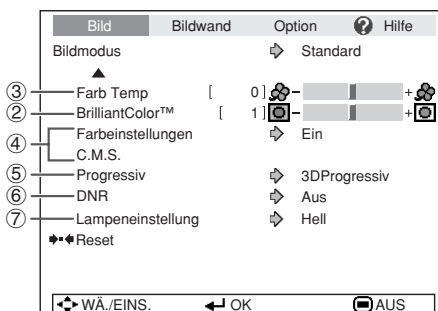 Bild Bildwand Option ? Hilfe
Bildmodus Standard
③ Farb Temp [ 0 ] - +
② BrilliantColor™ [ 1 ] - +
④ Farbeinstellungen Ein
C.M.S.
⑤ Progressiv 3DProgressiv
⑥ DNR Aus
⑦ Lampeneinstellung Hell
Reset
WÄ./EINS. OK AUS